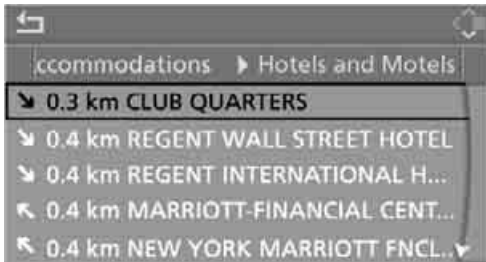 ccommodations Hotels and Motels
0.3 km CLUB QUARTERS
0.4 km REGENT WALL STREET HOTEL
0.4 km REGENT INTERNATIONAL H...
0.4 km MARRIOTT-FINANCIAL CENT...
0.4 km NEW YORK MARRIOTT FNCL..